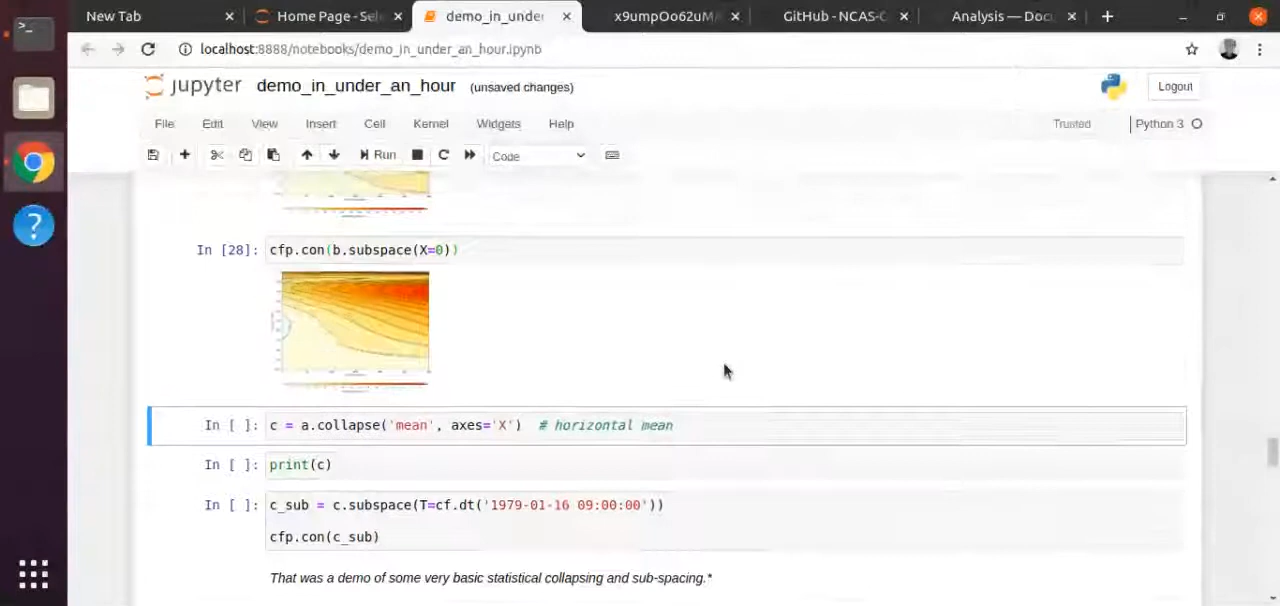 New Tab
Home Page - Sel
demo_in_under
x9umpOo62uMA
GitHub - NCAS-C
Analysis — Docu
localhost:8888/notebooks/demo_in_under_an_hour.ipynb
jupyter demo_in_under_an_hour (unsaved changes)
Logout
File Edit View Insert Cell Kernel Widgets Help
Trusted Python 3
Run
Code
In [28]: cfp.con(b.subspace(X=0))
In [ ]: c = a.collapse('mean', axes='X') # horizontal mean
In [ ]: print(c)
In [ ]: c_sub = c.subspace(T=cf.dt('1979-01-16 09:00:00'))
cfp.con(c_sub)
That was a demo of some very basic statistical collapsing and sub-spacing.*